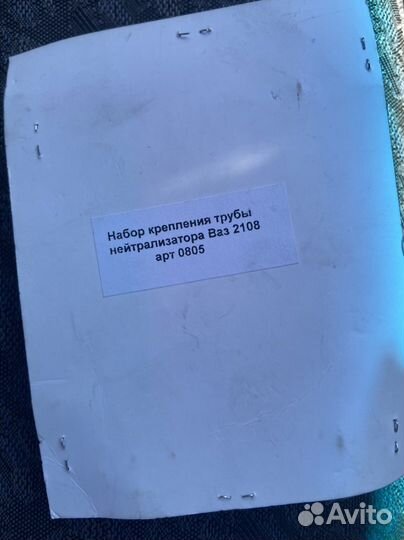 Набор крепления трубы
нейтрализатора Ваз 2108
арт 0805
Avito